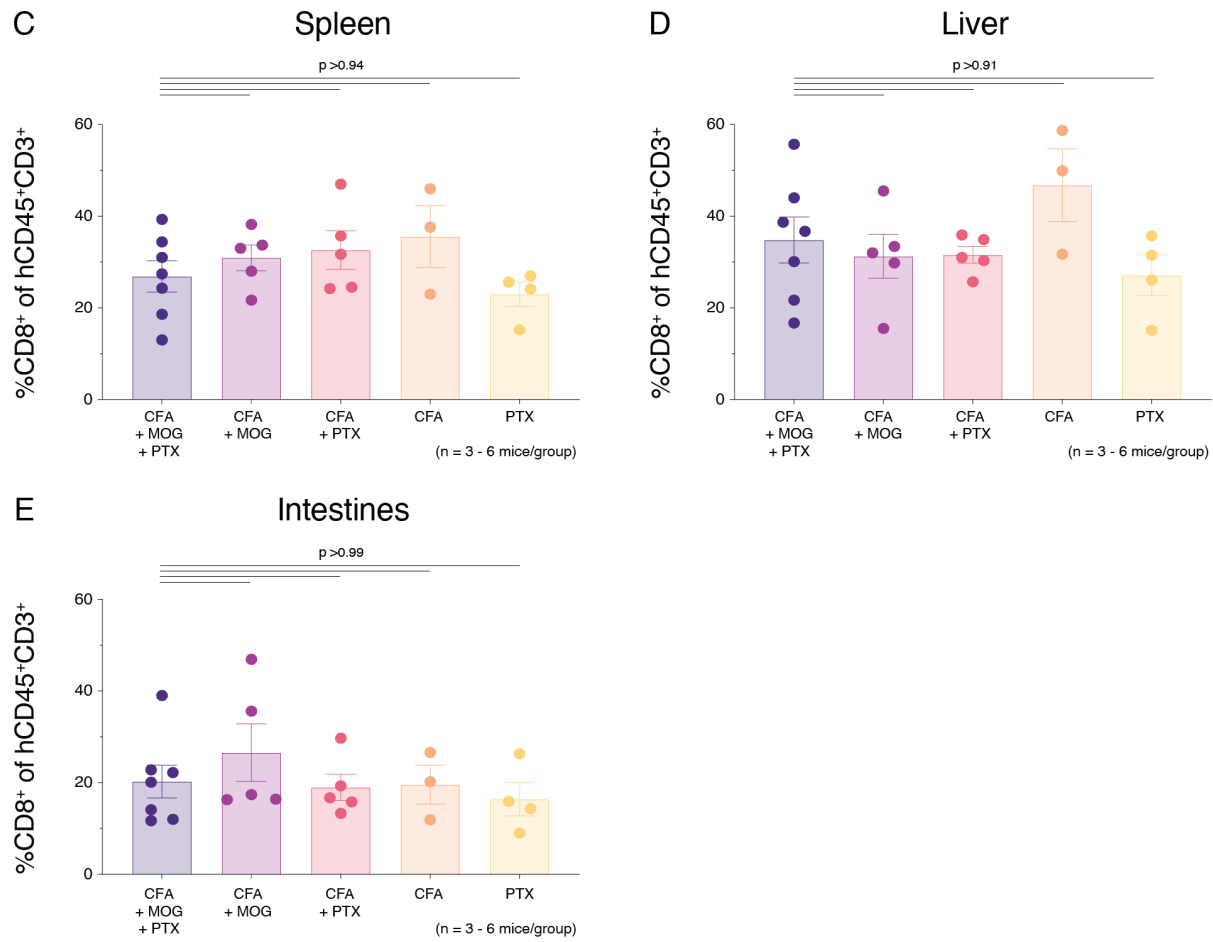 C
Spleen
p >0.94
%CD8⁺ of hCD45⁺CD3⁺
60
40
20
0
CFA
+ MOG
+ PTX
CFA
+ MOG
CFA
+ PTX
CFA
PTX
(n = 3 - 6 mice/group)
D
Liver
p >0.91
%CD8⁺ of hCD45⁺CD3⁺
60
40
20
0
CFA
+ MOG
+ PTX
CFA
+ MOG
CFA
+ PTX
CFA
PTX
(n = 3 - 6 mice/group)
E
Intestines
p >0.99
%CD8⁺ of hCD45⁺CD3⁺
60
40
20
0
CFA
+ MOG
+ PTX
CFA
+ MOG
CFA
+ PTX
CFA
PTX
(n = 3 - 6 mice/group)